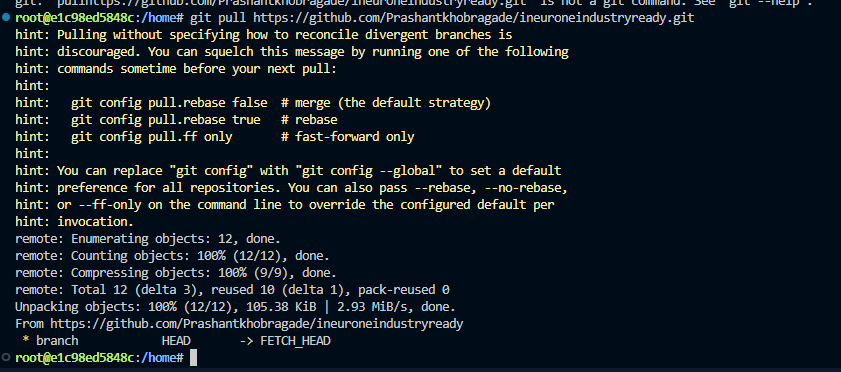 git: 'pullhttps://github.com/Prashantkhobragade/ineuroneindustryready.git' is not a git command. See 'git --help'.
root@e1c98ed5848c:/home# git pull https://github.com/Prashantkhobragade/ineuroneindustryready.git
hint: Pulling without specifying how to reconcile divergent branches is
hint: discouraged. You can squelch this message by running one of the following
hint: commands sometime before your next pull:
hint:
hint:   git config pull.rebase false  # merge (the default strategy)
hint:   git config pull.rebase true   # rebase
hint:   git config pull.ff only       # fast-forward only
hint:
hint: You can replace "git config" with "git config --global" to set a default
hint: preference for all repositories. You can also pass --rebase, --no-rebase,
hint: or --ff-only on the command line to override the configured default per
hint: invocation.
remote: Enumerating objects: 12, done.
remote: Counting objects: 100% (12/12), done.
remote: Compressing objects: 100% (9/9), done.
remote: Total 12 (delta 3), reused 10 (delta 1), pack-reused 0
Unpacking objects: 100% (12/12), 105.38 KiB | 2.93 MiB/s, done.
From https://github.com/Prashantkhobragade/ineuroneindustryready
 * branch            HEAD       -> FETCH_HEAD
root@e1c98ed5848c:/home#